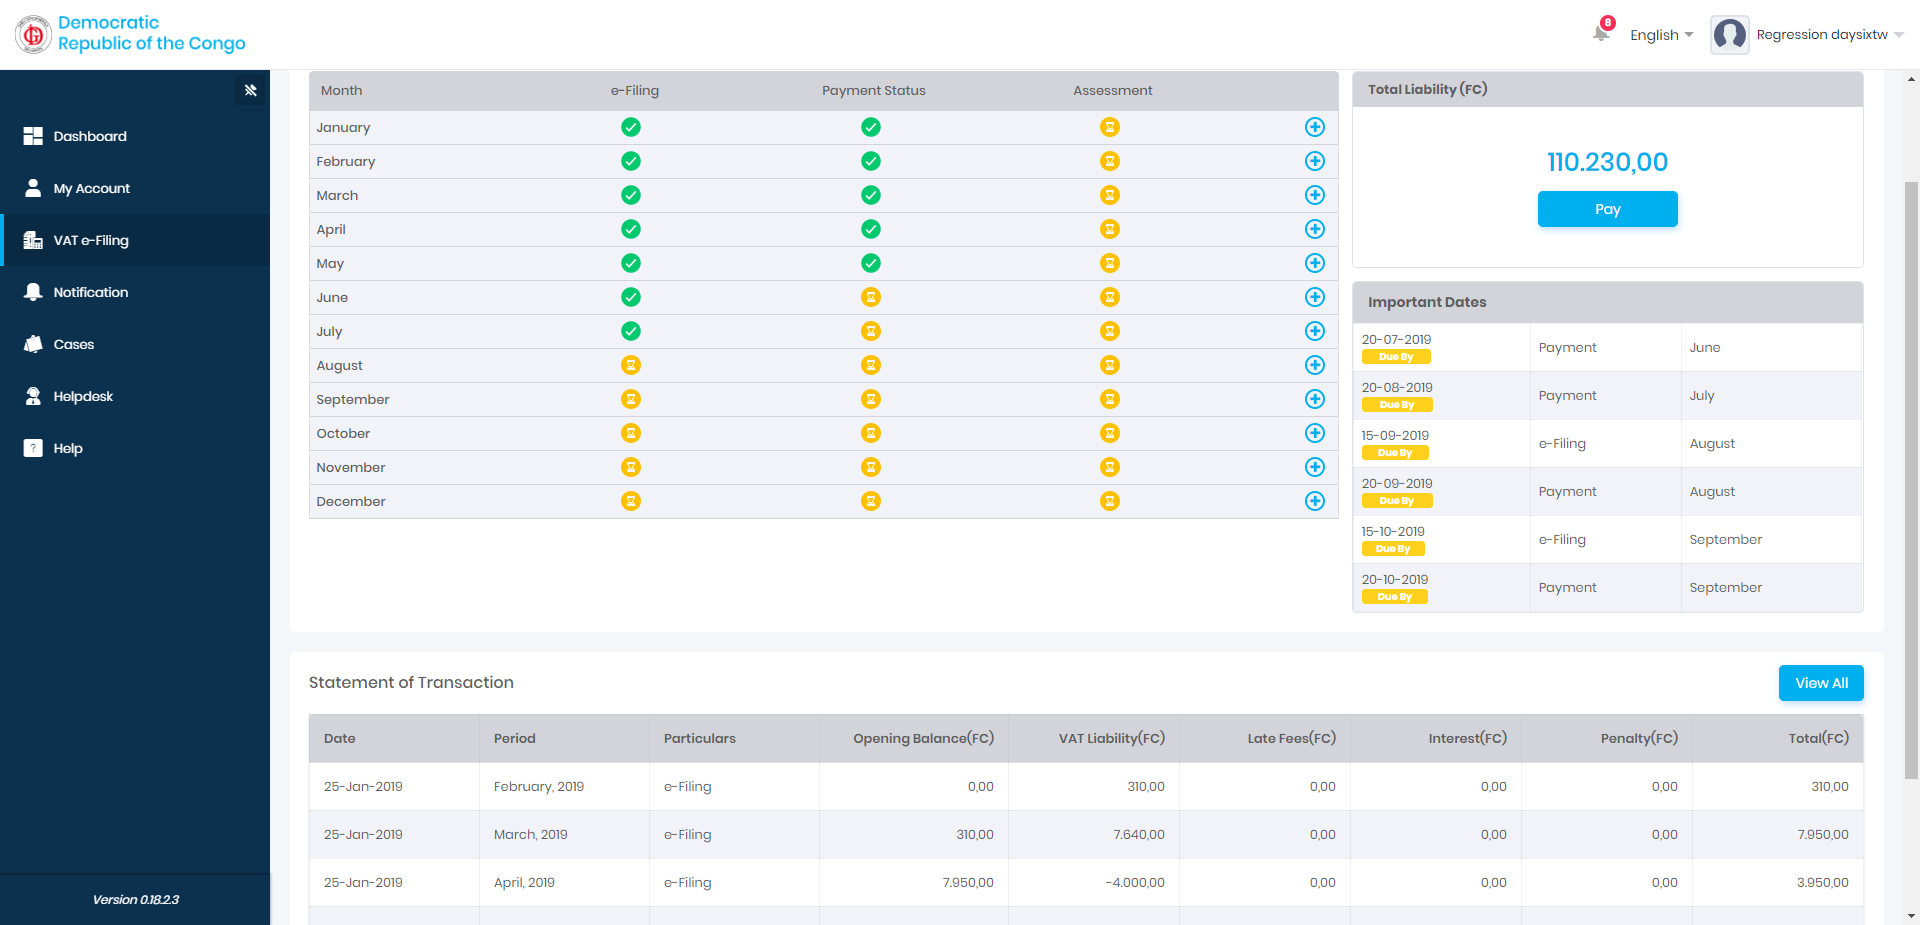 Democratic
Republic of the Congo
8
English
Regression daysixtw
Dashboard
My Account
VAT e-Filing
Notification
Cases
Helpdesk
? Help
Version 0.18.2.3
Month e-Filing Payment Status Assessment
January
February
March
April
May
June
July
August
September
October
November
December
Total Liability (FC)
110.230,00
Pay
Important Dates
20-07-2019 Payment June
Due By
20-08-2019 Payment July
Due By
15-09-2019 e-Filing August
Due By
20-09-2019 Payment August
Due By
15-10-2019 e-Filing September
Due By
20-10-2019 Payment September
Due By
Statement of Transaction
View All
Date Period Particulars Opening Balance(FC) VAT Liability(FC) Late Fees(FC) Interest(FC) Penalty(FC) Total(FC)
25-Jan-2019 February, 2019 e-Filing 0,00 310,00 0,00 0,00 0,00 310,00
25-Jan-2019 March, 2019 e-Filing 310,00 7.640,00 0,00 0,00 0,00 7.950,00
25-Jan-2019 April, 2019 e-Filing 7.950,00 -4.000,00 0,00 0,00 0,00 3.950,00